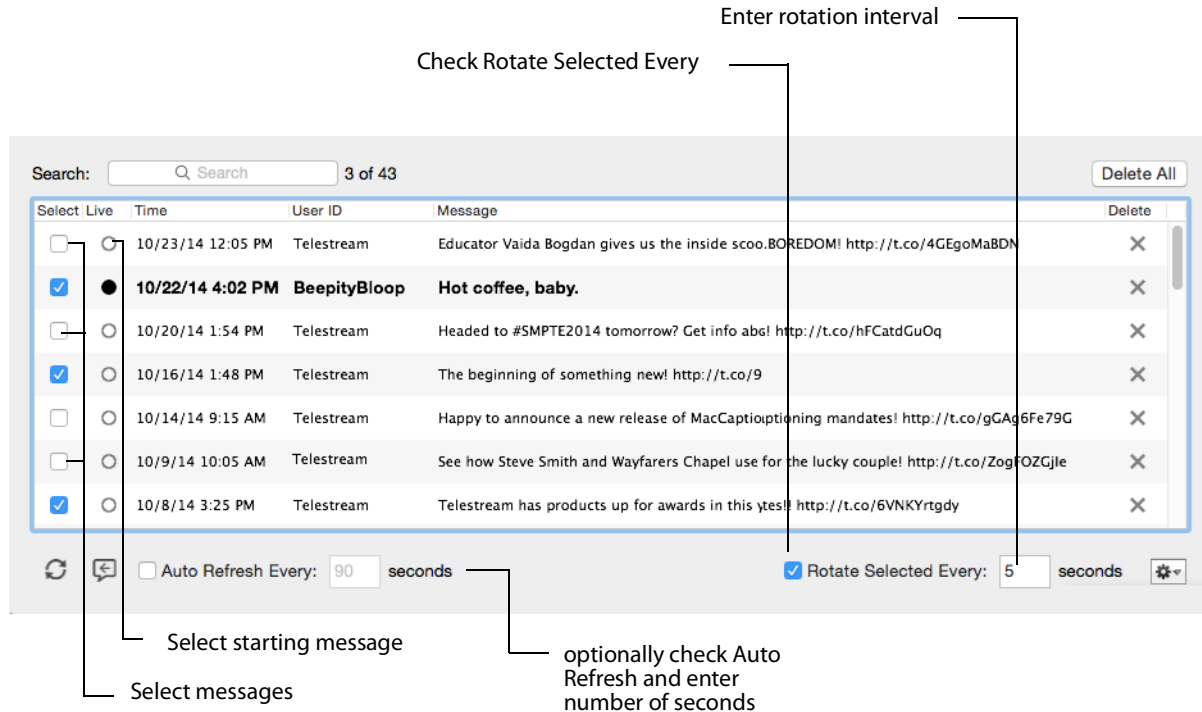 Enter rotation interval
Check Rotate Selected Every
Search: Search 3 of 43 Delete All
Select Live Time User ID Message Delete
10/23/14 12:05 PM Telestream Educator Vaida Bogdan gives us the inside scoo.BOREDOM! http://t.co/4GEgoMaBDN
10/22/14 4:02 PM BeepityBloop Hot coffee, baby.
10/20/14 1:54 PM Telestream Headed to #SMPTE2014 tomorrow? Get info abɢ! http://t.co/hFCatdGuOq
10/16/14 1:48 PM Telestream The beginning of something new! http://t.co/9
10/14/14 9:15 AM Telestream Happy to announce a new release of MacCaptioptioning mandates! http://t.co/gGAg6Fe79G
10/9/14 10:05 AM Telestream See how Steve Smith and Wayfarers Chapel use for the lucky couple! http://t.co/ZogFOZGjIe
10/8/14 3:25 PM Telestream Telestream has products up for awards in this ytes!! http://t.co/6VNKYrtgdy
Auto Refresh Every: 90 seconds Rotate Selected Every: 5 seconds
Select starting message
optionally check Auto
Refresh and enter
number of seconds
Select messages